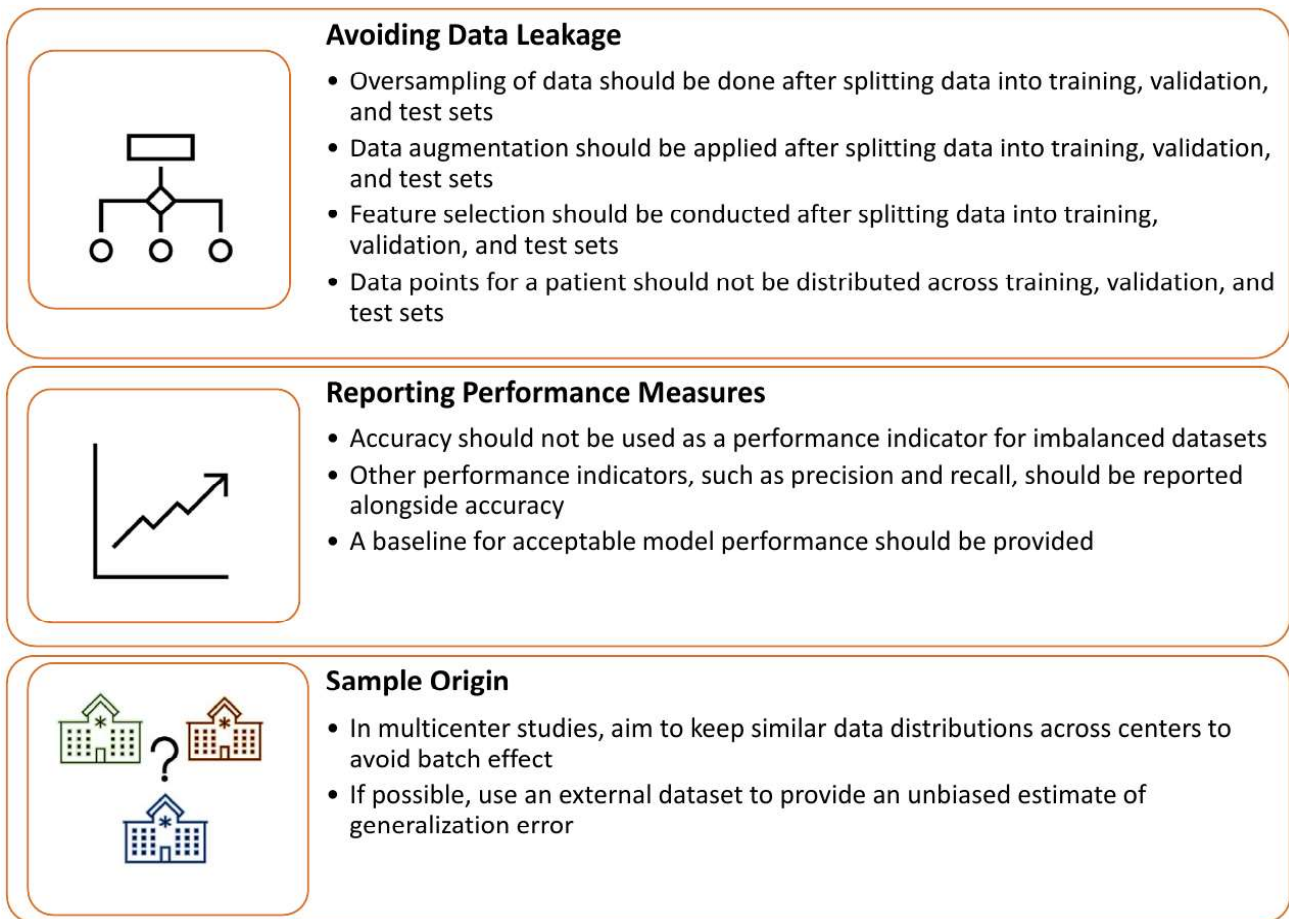 Avoiding Data Leakage
• Oversampling of data should be done after splitting data into training, validation,
and test sets
• Data augmentation should be applied after splitting data into training, validation,
and test sets
• Feature selection should be conducted after splitting data into training,
validation, and test sets
• Data points for a patient should not be distributed across training, validation, and
test sets
Reporting Performance Measures
• Accuracy should not be used as a performance indicator for imbalanced datasets
• Other performance indicators, such as precision and recall, should be reported
alongside accuracy
• A baseline for acceptable model performance should be provided
?
Sample Origin
• In multicenter studies, aim to keep similar data distributions across centers to
avoid batch effect
• If possible, use an external dataset to provide an unbiased estimate of
generalization error